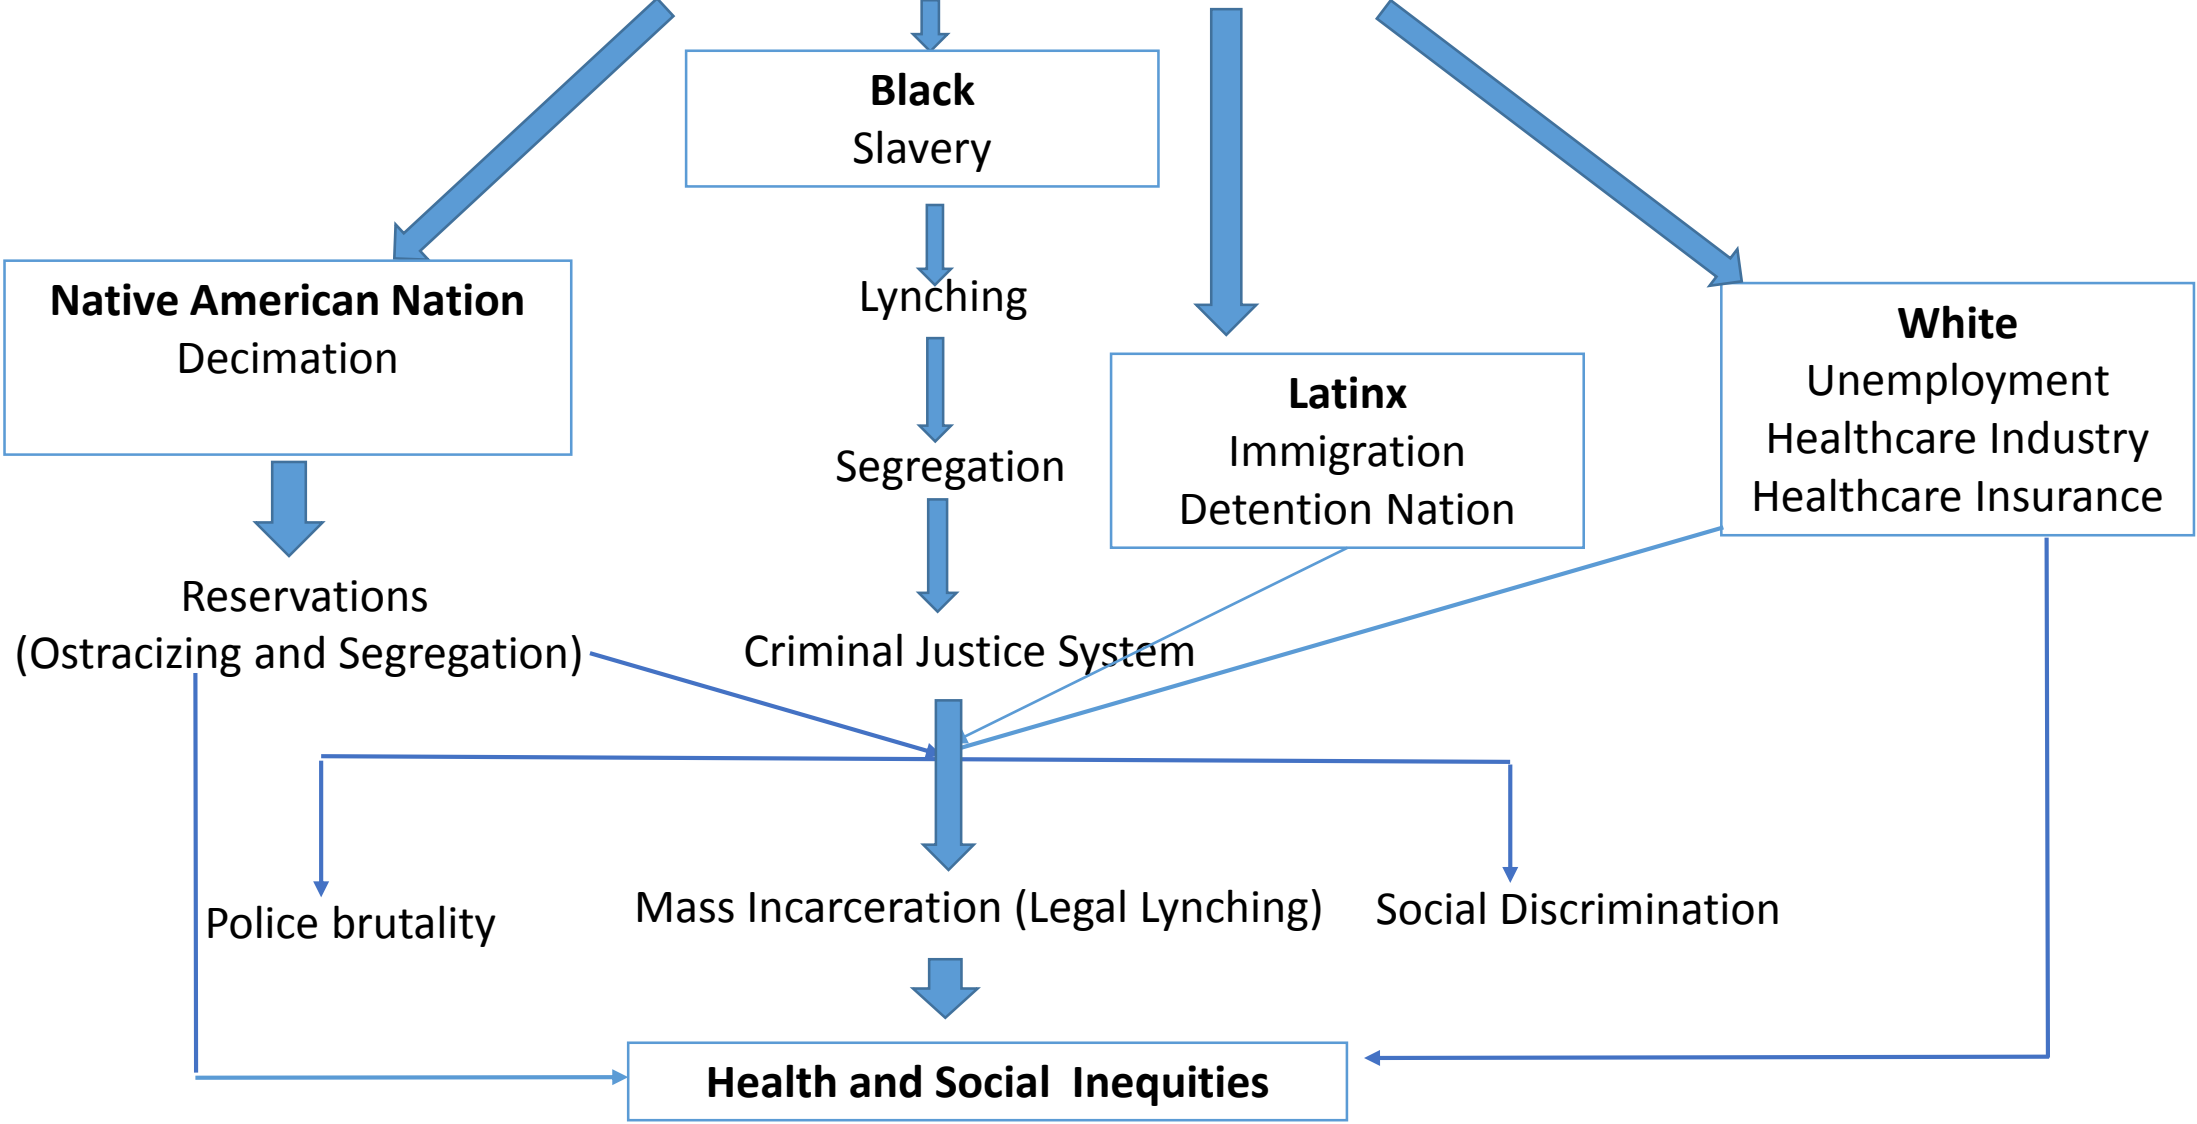 Black
Slavery
Native American Nation
Decimation
Lynching
White
Unemployment
Healthcare Industry
Healthcare Insurance
Latinx
Immigration
Detention Nation
Segregation
Reservations
(Ostracizing and Segregation)
Criminal Justice System
Police brutality
Mass Incarceration (Legal Lynching)
Social Discrimination
Health and Social  Inequities